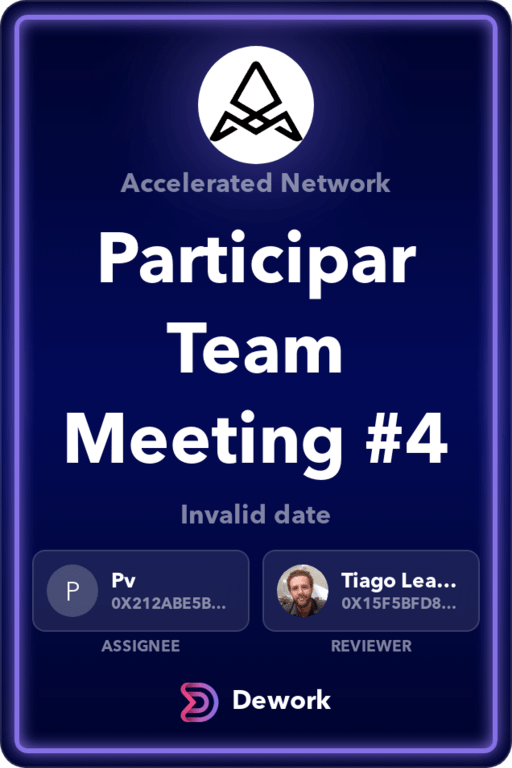 Accelerated Network
Participar
Team
Meeting #4
Invalid date
P
Pv
0X212ABE5B...
Tiago Lea...
0X15F5BFD8...
ASSIGNEE
REVIEWER
Dework